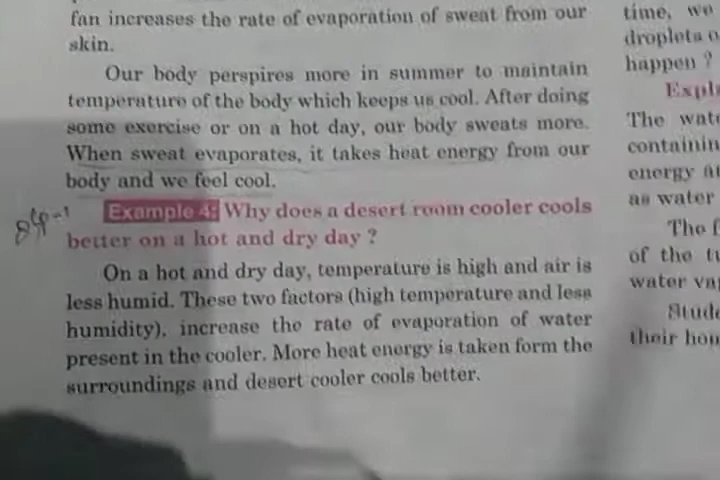 fan increases the rate of evaporation of sweat from our
skin.
Our body perspires more in summer to maintain
temperature of the body which keeps us cool. After doing
some exercise or on a hot day, our body sweats more.
When sweat evaporates, it takes heat energy from our
body and we feel cool.
Example 4: Why does a desert room cooler cools
better on a hot and dry day ?
On a hot and dry day, temperature is high and air is
less humid. These two factors (high temperature and less
humidity), increase the rate of evaporation of water
present in the cooler. More heat energy is taken form the
surroundings and desert cooler cools better.
time, we
droplets
happen ?
The
energy
as water
The
of the
water
their